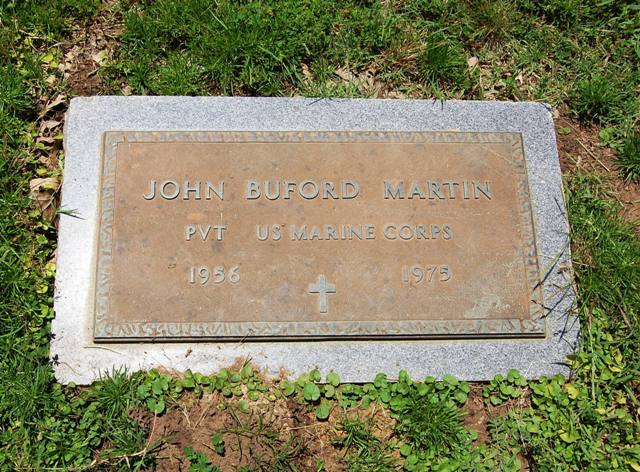 JOHN BUFORD MARTIN
PVT US MARINE CORPS
1956 1975